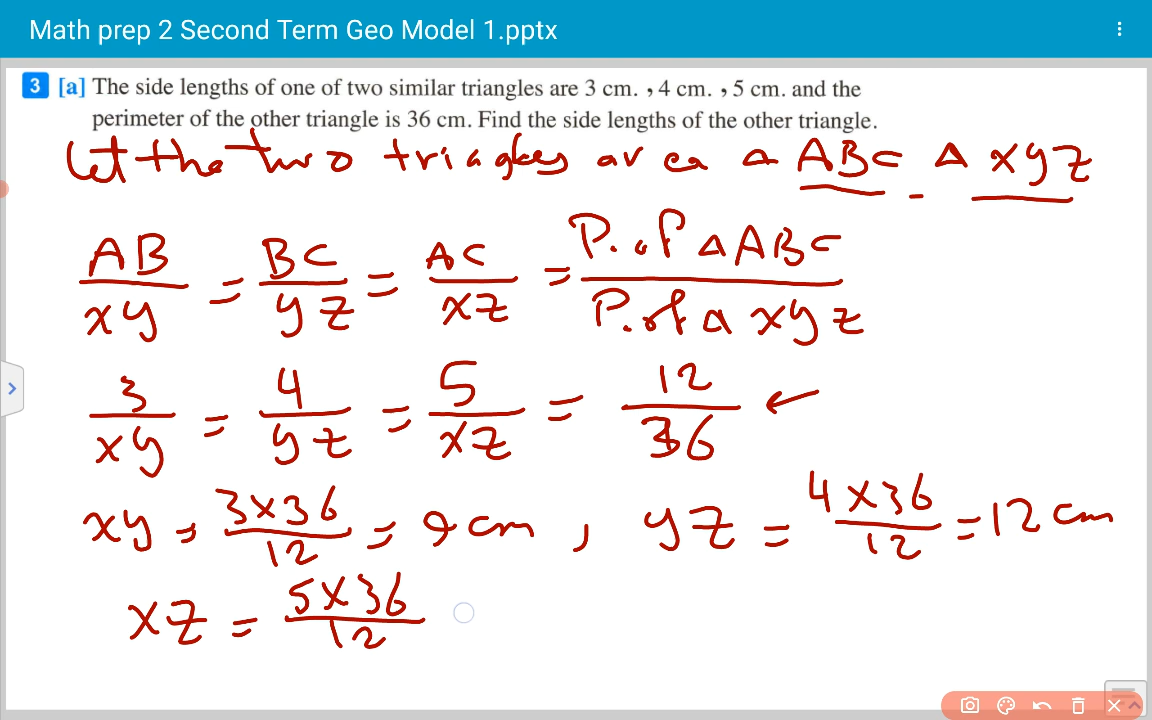 Math prep 2 Second Term Geo Model 1.pptx
3 [a] The side lengths of one of two similar triangles are 3 cm. , 4 cm. , 5 cm. and the
perimeter of the other triangle is 36 cm. Find the side lengths of the other triangle.
Let the two triangles are a Δ ABC Δ XYZ
AB/XY = BC/YZ = AC/XZ = P. of Δ ABC/P. of Δ XYZ
3/XY = 4/YZ = 5/XZ = 12/36 ←
XY = 3×36/12 = 9 cm , YZ = 4×36/12 = 12 cm
XZ = 5×36/12